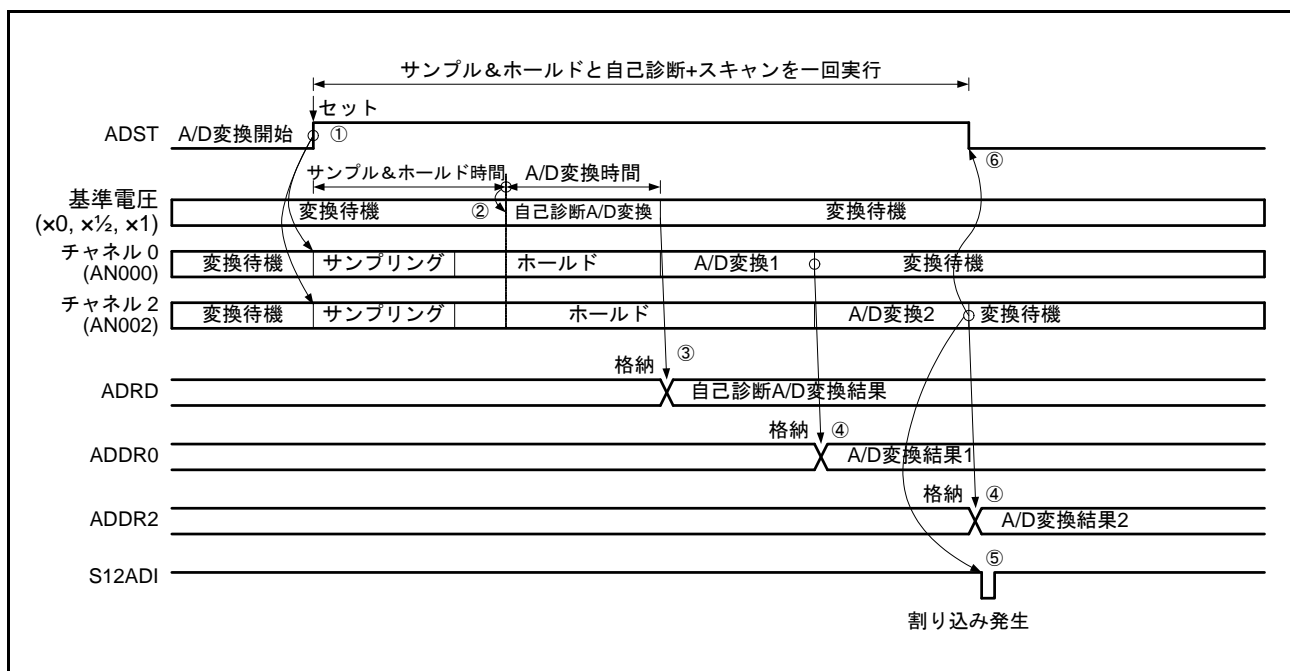 サンプル＆ホールドと自己診断+スキャンを一回実行
セット
ADST
A/D変換開始
①
⑥
サンプル＆ホールド時間
A/D変換時間
基準電圧
(×0, ×½, ×1)
変換待機
②
自己診断A/D変換
変換待機
チャネル0
(AN000)
変換待機
サンプリング
ホールド
A/D変換1
変換待機
チャネル2
(AN002)
変換待機
サンプリング
ホールド
A/D変換2
変換待機
格納
③
ADRD
自己診断A/D変換結果
格納
④
ADDR0
A/D変換結果1
格納
④
ADDR2
A/D変換結果2
S12ADI
⑤
割り込み発生